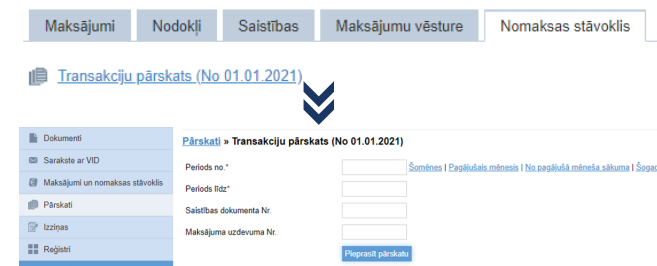 Maksājumi Nodokļi Saistības Maksājumu vēsture Nomaksas stāvoklis
Transakciju pārskats (No 01.01.2021)
Dokumenti
Sarakste ar VID
Maksājumi un nomaksas stāvoklis
Pārskati
Izziņas
Reģistri
Pārskati » Transakciju pārskats (No 01.01.2021)
Periods no:* Šomēnes | Pagājušais mēnesis | No pagājušā mēneša sākuma | Šogad
Periods līdz*
Saistības dokumenta Nr.
Maksājuma uzdevuma Nr.
Pieprasīt pārskatu